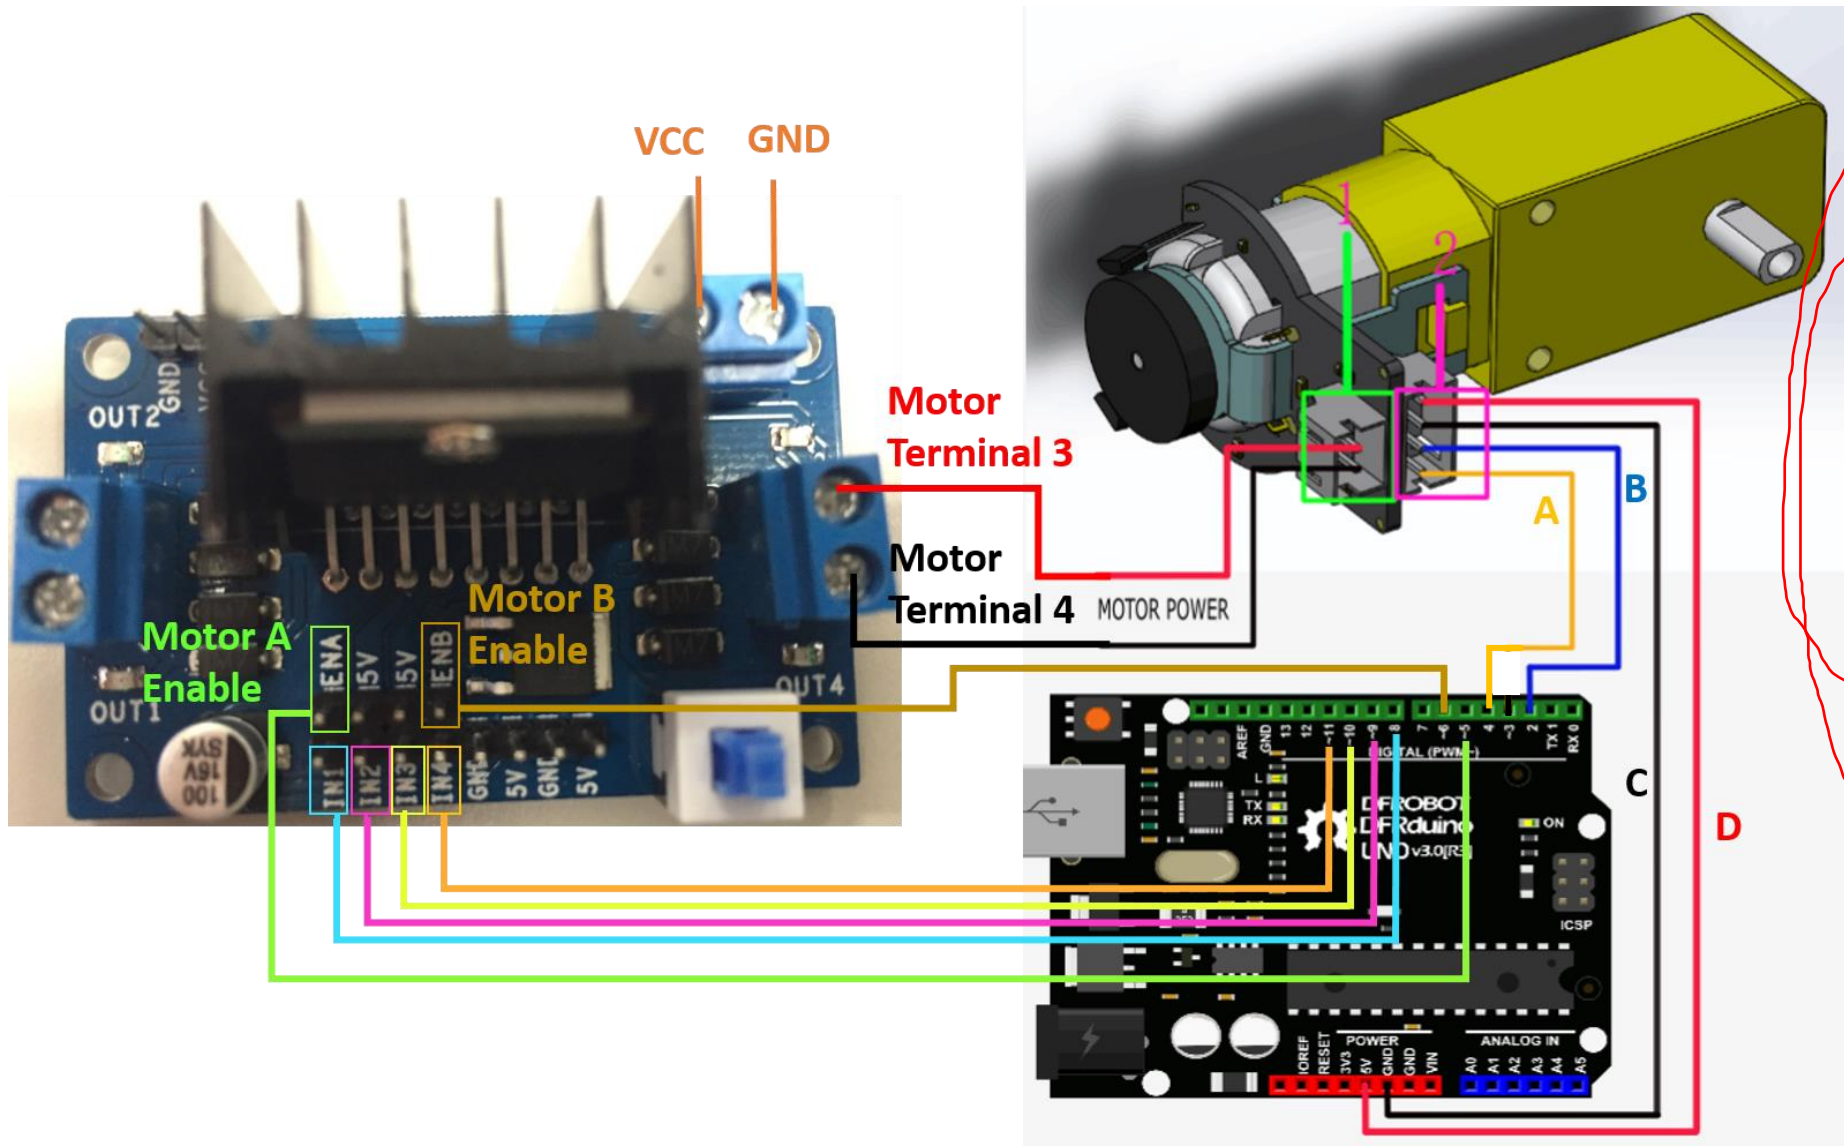 VCC
GND
1
2
GND
VCC
OUT2
Motor
Terminal 3
B
A
Motor
Terminal 4
MOTOR POWER
Motor B
Enable
Motor A
Enable
ENA
5V
5V
ENB
OUT1
OUT4
100
16V
SYK
IN1
IN2
IN3
IN4
GND
5V
GND
5V
AREF
GND
13
12
~11
~10
~9
8
7
~6
~5
4
~3
2
TX 1
RX 0
DIGITAL (PWM~)
C
D
L
TX
RX
DFROBOT
DFRduino
UNO v3.0[R3]
ON
ICSP
POWER
ANALOG IN
IOREF
RESET
3V3
5V
GND
GND
VIN
A0
A1
A2
A3
A4
A5